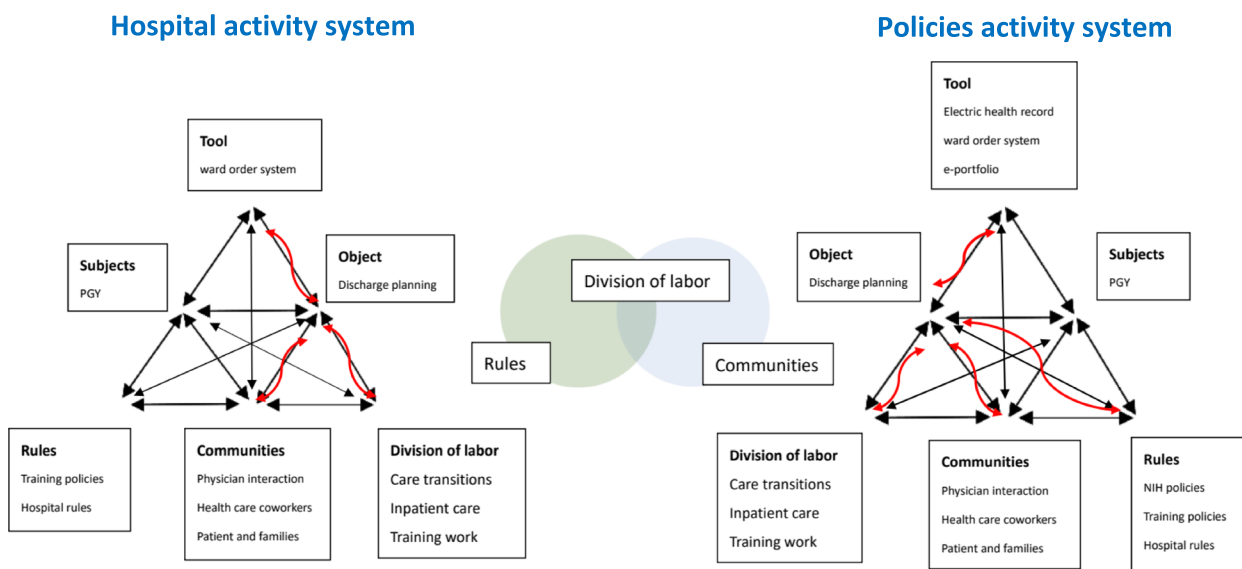 Hospital activity system
Policies activity system
Tool
ward order system
Subjects
PGY
Object
Discharge planning
Rules
Training policies
Hospital rules
Communities
Physician interaction
Health care coworkers
Patient and families
Division of labor
Care transitions
Inpatient care
Training work
Division of labor
Rules
Communities
Tool
Electric health record
ward order system
e-portfolio
Object
Discharge planning
Subjects
PGY
Division of labor
Care transitions
Inpatient care
Training work
Communities
Physician interaction
Health care coworkers
Patient and families
Rules
NIH policies
Training policies
Hospital rules